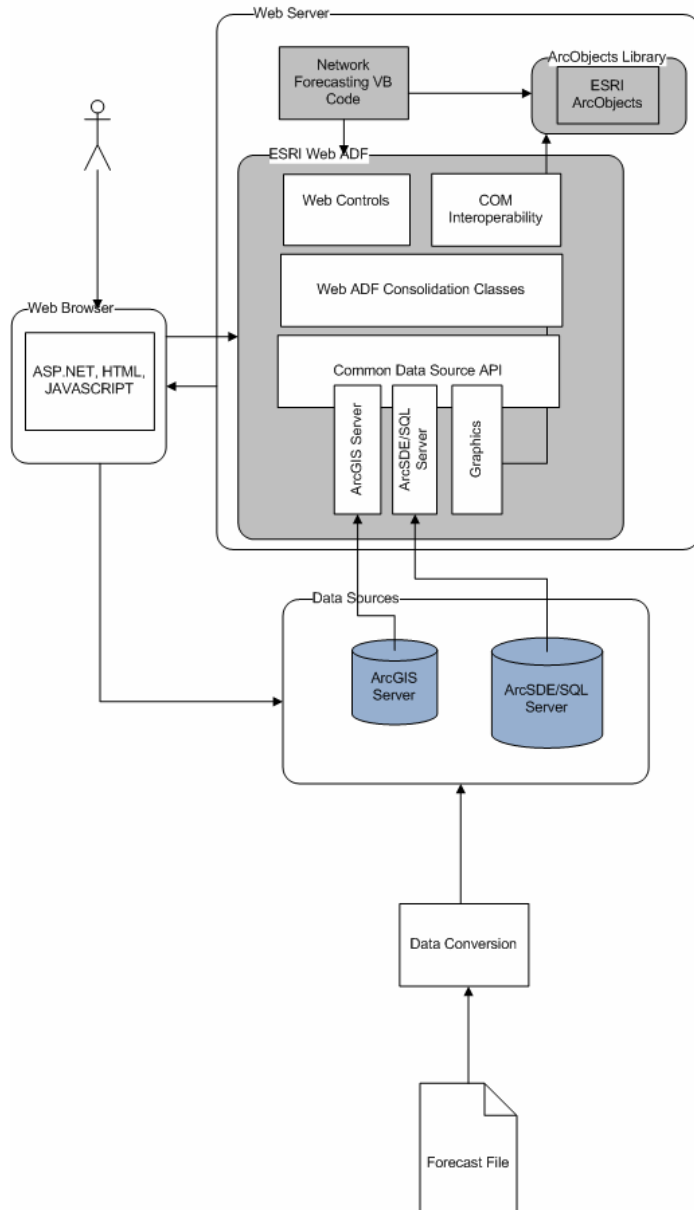 Web Server
Network
Forecasting VB
Code
ArcObjects Library
ESRI
ArcObjects
ESRI Web ADF
Web Controls
COM
Interoperability
Web ADF Consolidation Classes
Web Browser
ASP.NET, HTML,
JAVASCRIPT
Common Data Source API
ArcGIS Server
ArcSDE/SQL
Server
Graphics
Data Sources
ArcGIS
Server
ArcSDE/SQL
Server
Data Conversion
Forecast File